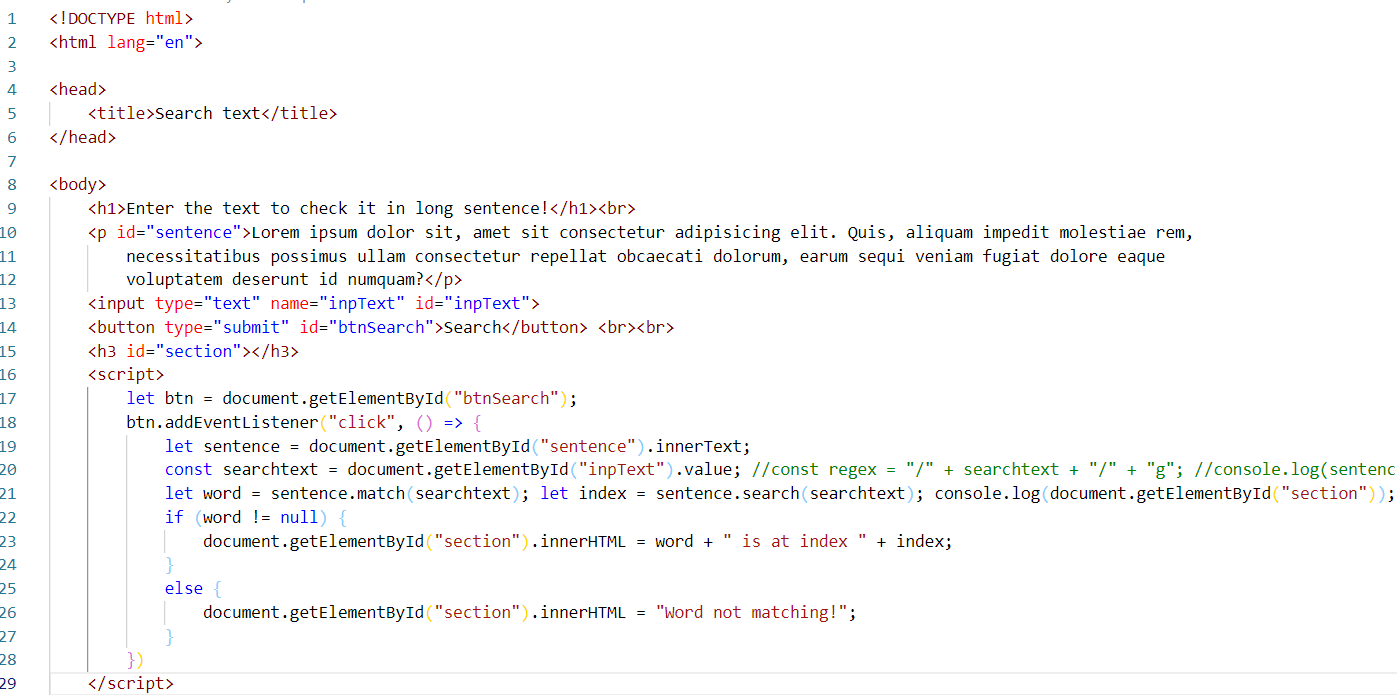 1 <!DOCTYPE html>
2 <html lang="en">
3
4 <head>
5 <title>Search text</title>
6 </head>
7
8 <body>
9 <h1>Enter the text to check it in long sentence!</h1><br>
10 <p id="sentence">Lorem ipsum dolor sit, amet sit consectetur adipisicing elit. Quis, aliquam impedit molestiae rem,
11 necessitatibus possimus ullam consectetur repellat obcaecati dolorum, earum sequi veniam fugiat dolore eaque
12 voluptatem deserunt id numquam?</p>
13 <input type="text" name="inpText" id="inpText">
14 <button type="submit" id="btnSearch">Search</button> <br><br>
15 <h3 id="section"></h3>
16 <script>
17 let btn = document.getElementById("btnSearch");
18 btn.addEventListener("click", () => {
19 let sentence = document.getElementById("sentence").innerText;
20 const searchtext = document.getElementById("inpText").value; //const regex = "/" + searchtext + "/" + "g"; //console.log(sentenc
21 let word = sentence.match(searchtext); let index = sentence.search(searchtext); console.log(document.getElementById("section"));
22 if (word != null) {
23 document.getElementById("section").innerHTML = word + " is at index " + index;
24 }
25 else {
26 document.getElementById("section").innerHTML = "Word not matching!";
27 }
28 })
29 </script>